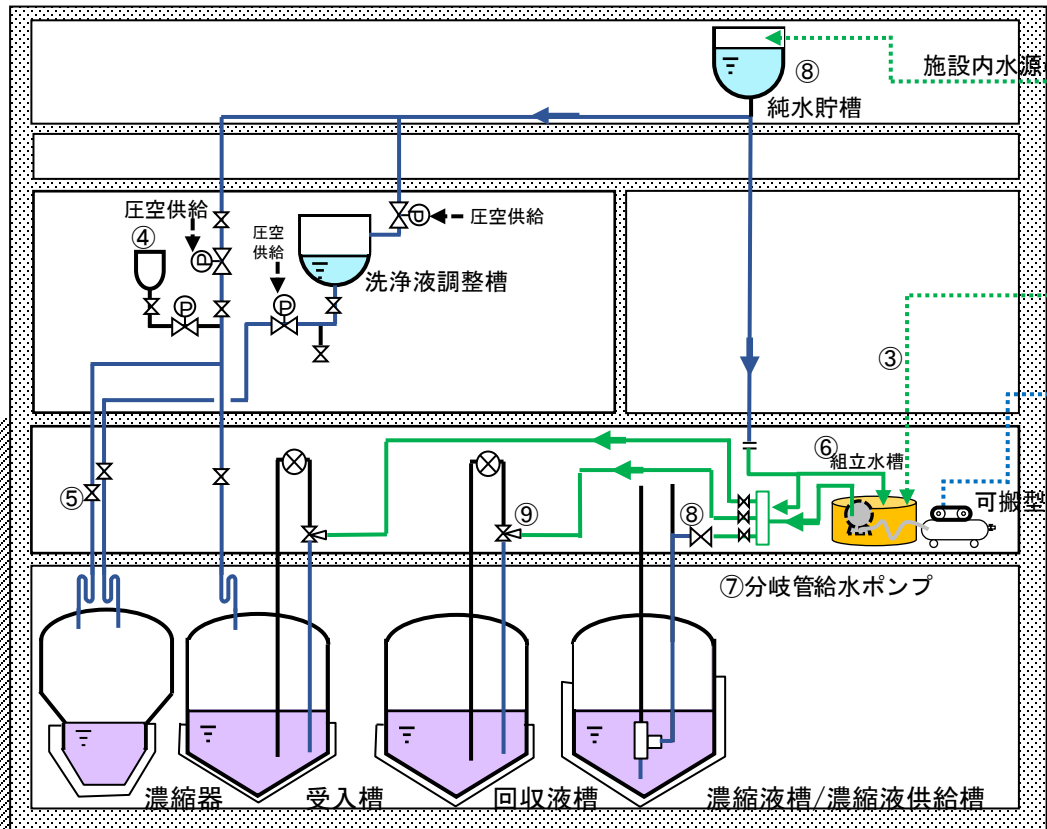 ⑧
施設内水源
純水貯槽
圧空供給
④
圧空
供給
P
P
P
P
圧空供給
洗浄液調整槽
③
⑥
組立水槽
⑤
⑨
⑧
可搬型
⑦分岐管給水ポンプ
濃縮器
受入槽
回収液槽
濃縮液槽/濃縮液供給槽